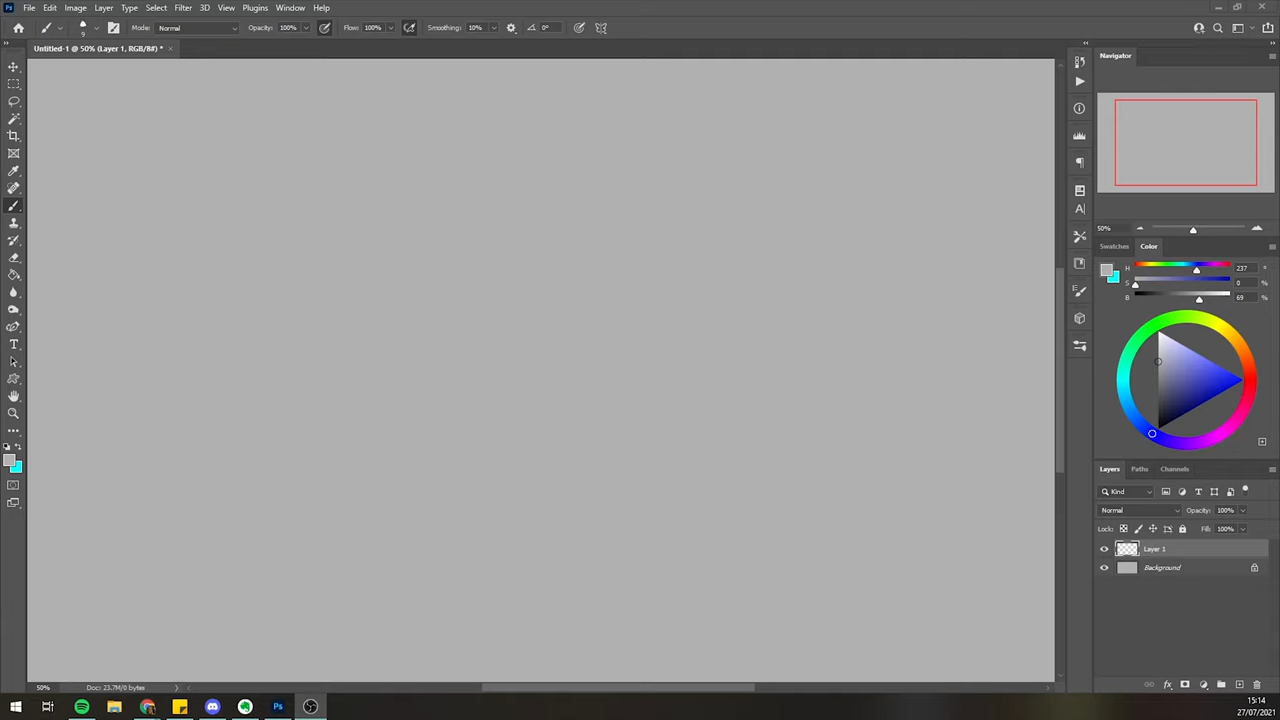 Ps File Edit Image Layer Type Select Filter 3D View Plugins Window Help
9 Mode: Normal Opacity: 100% Flow: 100% Smoothing: 10% 0°
Untitled-1 @ 50% (Layer 1, RGB/8#) * ×
Navigator
50%
Swatches Color
H 237 °
S 0 %
B 69 %
Layers Paths Channels
Kind
Normal Opacity: 100%
Lock: Fill: 100%
Layer 1
Background
50% Doc: 23.7M/0 bytes
Ps
15:14
27/07/2021